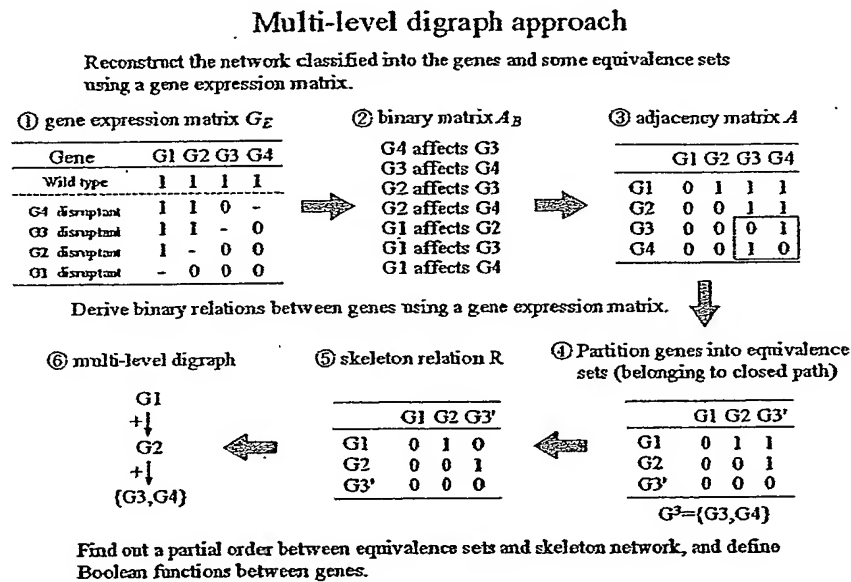 Multi-level digraph approach
Reconstruct the network classified into the genes and some equivalence sets
using a gene expression matrix.
① gene expression matrix G_E
Gene G1 G2 G3 G4
Wild type 1 1 1 1
G4 disruptant 1 1 0 -
G3 disruptant 1 1 - 0
G2 disruptant 1 - 0 0
G1 disruptant - 0 0 0
② binary matrix A_B
G4 affects G3
G3 affects G4
G2 affects G3
G2 affects G4
G1 affects G2
G1 affects G3
G1 affects G4
③ adjacency matrix A
G1 G2 G3 G4
G1 0 1 1 1
G2 0 0 1 1
G3 0 0 0 1
G4 0 0 1 0
Derive binary relations between genes using a gene expression matrix.
④ Partition genes into equivalence
sets (belonging to closed path)
G1 G2 G3'
G1 0 1 1
G2 0 0 1
G3' 0 0 0
G³={G3,G4}
⑤ skeleton relation R
G1 G2 G3'
G1 0 1 0
G2 0 0 1
G3' 0 0 0
⑥ multi-level digraph
G1
+
G2
+
{G3,G4}
Find out a partial order between equivalence sets and skeleton network, and define
Boolean functions between genes.